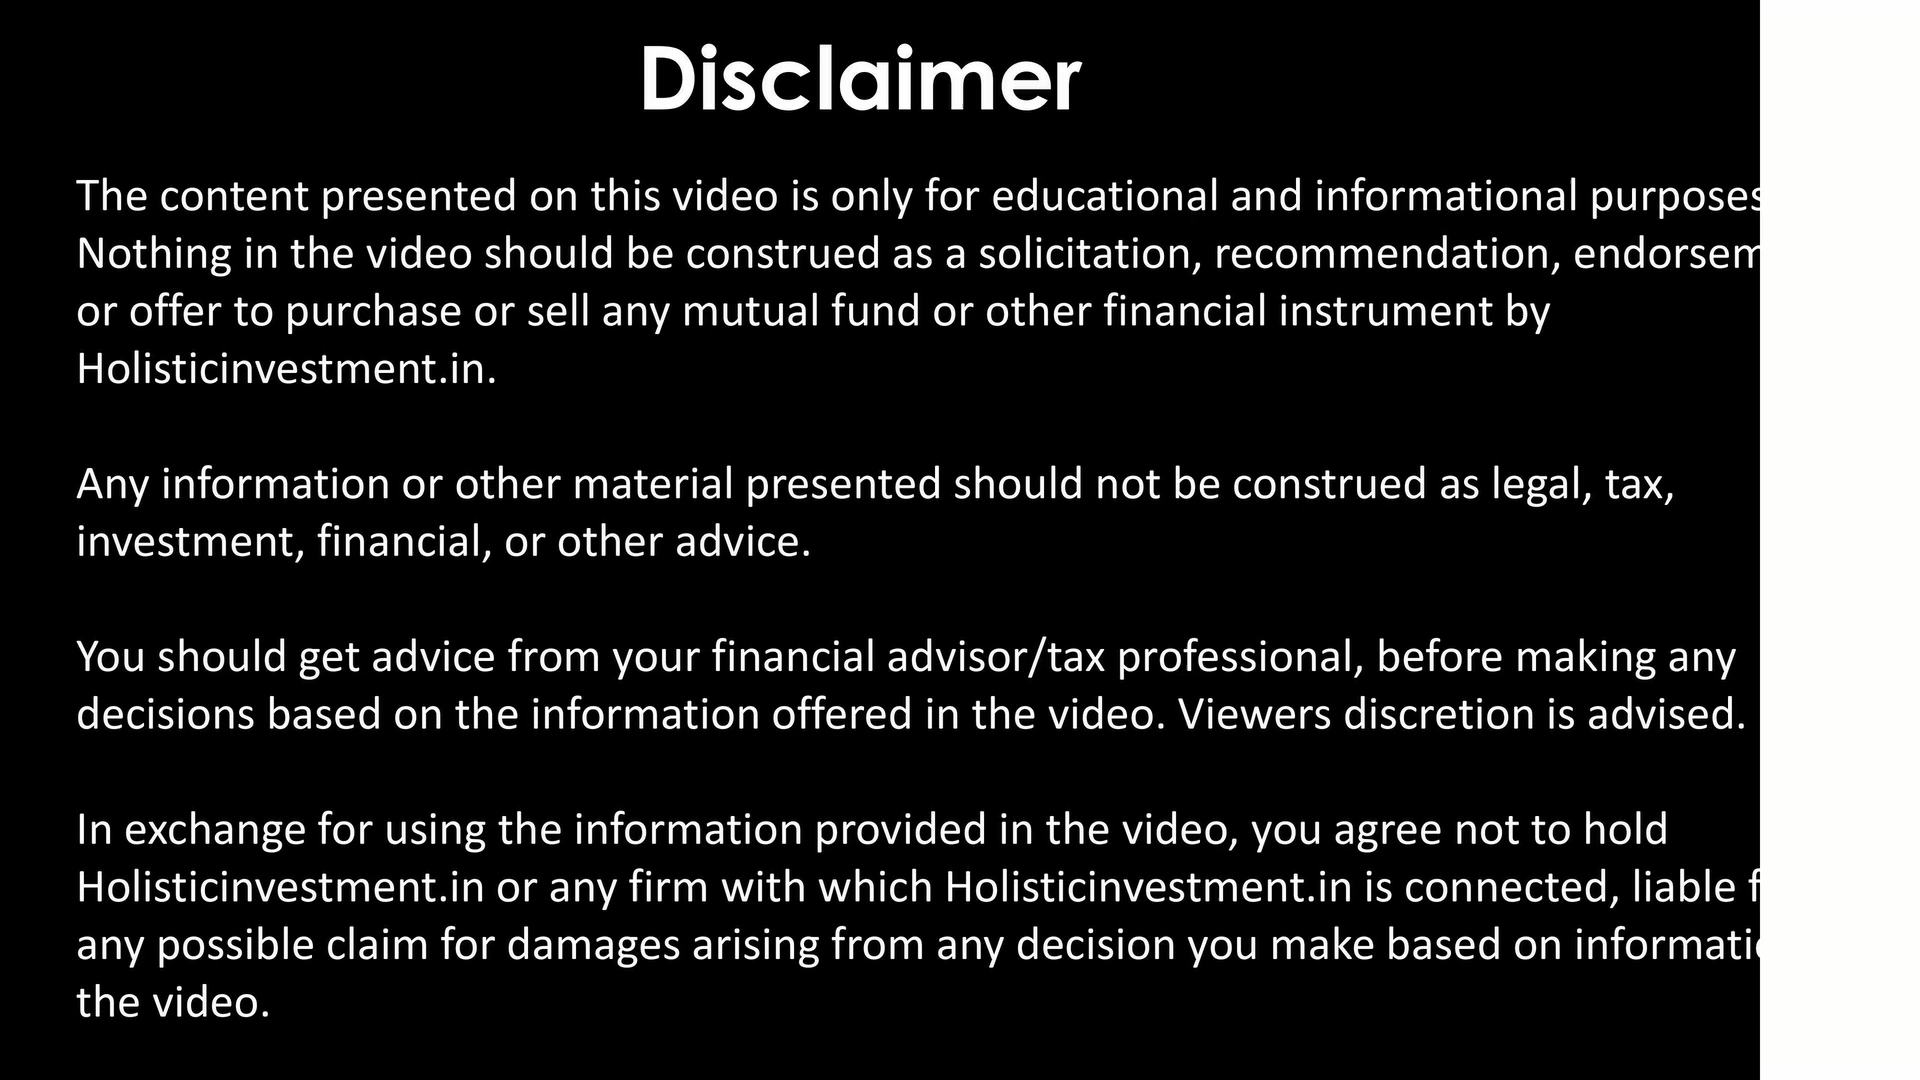 Disclaimer
The content presented on this video is only for educational and informational purposes
Nothing in the video should be construed as a solicitation, recommendation,
or offer to purchase or sell any mutual fund or other financial instrument by
Holisticinvestment.in.
Any information or other material presented should not be construed as legal, tax,
investment, financial, or other advice.
You should get advice from your financial advisor/tax professional, before making any
decisions based on the information offered in the video. Viewers discretion is advised.
In exchange for using the information provided in the video, you agree not to hold
Holisticinvestment.in or any firm with which Holisticinvestment.in is connected, liable
any possible claim for damages arising from any decision you make based on
the video.